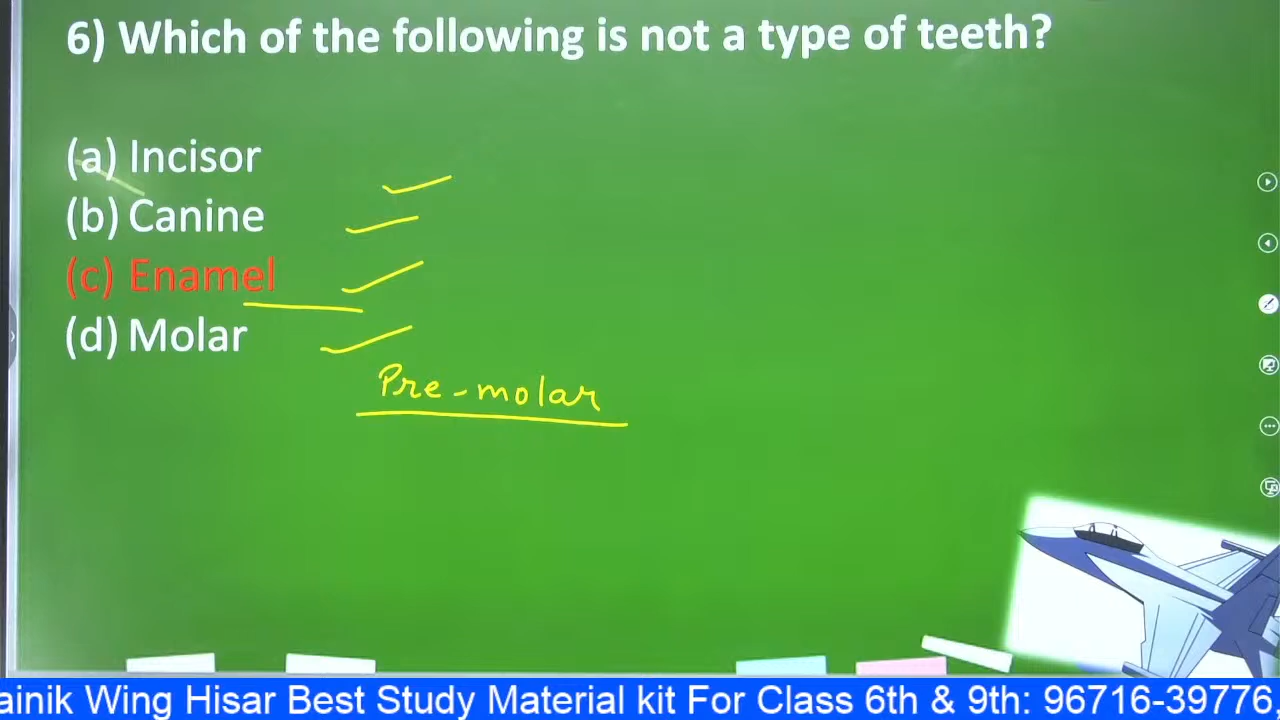 6) Which of the following is not a type of teeth?
(a) Incisor
(b) Canine
(c) Enamel
(d) Molar
Pre-molar
ainik Wing Hisar Best Study Material kit For Class 6th & 9th: 96716-39776.